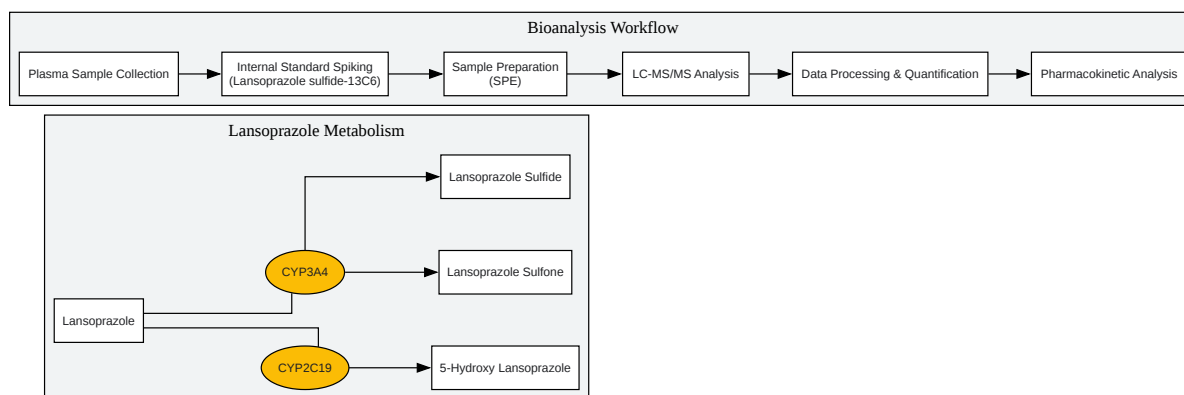 Bioanalysis Workflow
Plasma Sample Collection
Internal Standard Spiking
(Lansoprazole sulfide-13C6)
Sample Preparation
(SPE)
LC-MS/MS Analysis
Data Processing & Quantification
Pharmacokinetic Analysis
Lansoprazole Metabolism
Lansoprazole Sulfide
CYP3A4
Lansoprazole Sulfone
Lansoprazole
CYP2C19
5-Hydroxy Lansoprazole